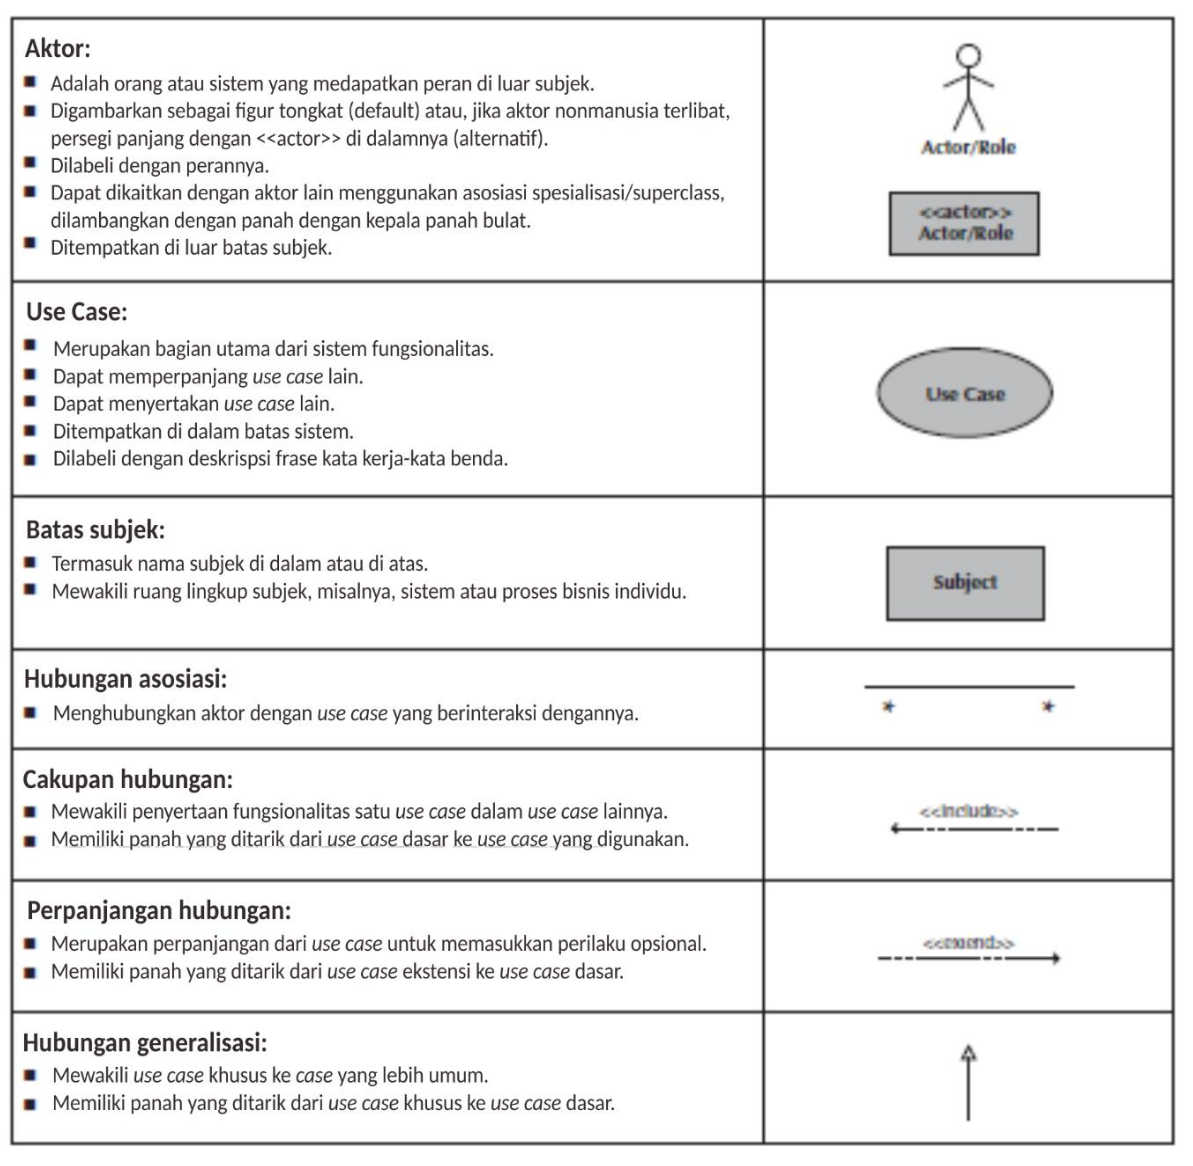 Aktor:
Adalah orang atau sistem yang medapatkan peran di luar subjek.
Digambarkan sebagai figur tongkat (default) atau, jika aktor nonmanusia terlibat,
persegi panjang dengan <<actor>> di dalamnya (alternatif).
Dilabeli dengan perannya.
Dapat dikaitkan dengan aktor lain menggunakan asosiasi spesialisasi/superclass,
dilambangkan dengan panah dengan kepala panah bulat.
Ditempatkan di luar batas subjek.
Actor/Role
<<actor>>
Actor/Role
Use Case:
Merupakan bagian utama dari sistem fungsionalitas.
Dapat memperpanjang use case lain.
Dapat menyertakan use case lain.
Ditempatkan di dalam batas sistem.
Dilabeli dengan deskrispsi frase kata kerja-kata benda.
Use Case
Batas subjek:
Termasuk nama subjek di dalam atau di atas.
Mewakili ruang lingkup subjek, misalnya, sistem atau proses bisnis individu.
Subject
Hubungan asosiasi:
Menghubungkan aktor dengan use case yang berinteraksi dengannya.
* *
Cakupan hubungan:
Mewakili penyertaan fungsionalitas satu use case dalam use case lainnya.
Memiliki panah yang ditarik dari use case dasar ke use case yang digunakan.
<<include>>
Perpanjangan hubungan:
Merupakan perpanjangan dari use case untuk memasukkan perilaku opsional.
Memiliki panah yang ditarik dari use case ekstensi ke use case dasar.
<<extend>>
Hubungan generalisasi:
Mewakili use case khusus ke case yang lebih umum.
Memiliki panah yang ditarik dari use case khusus ke use case dasar.